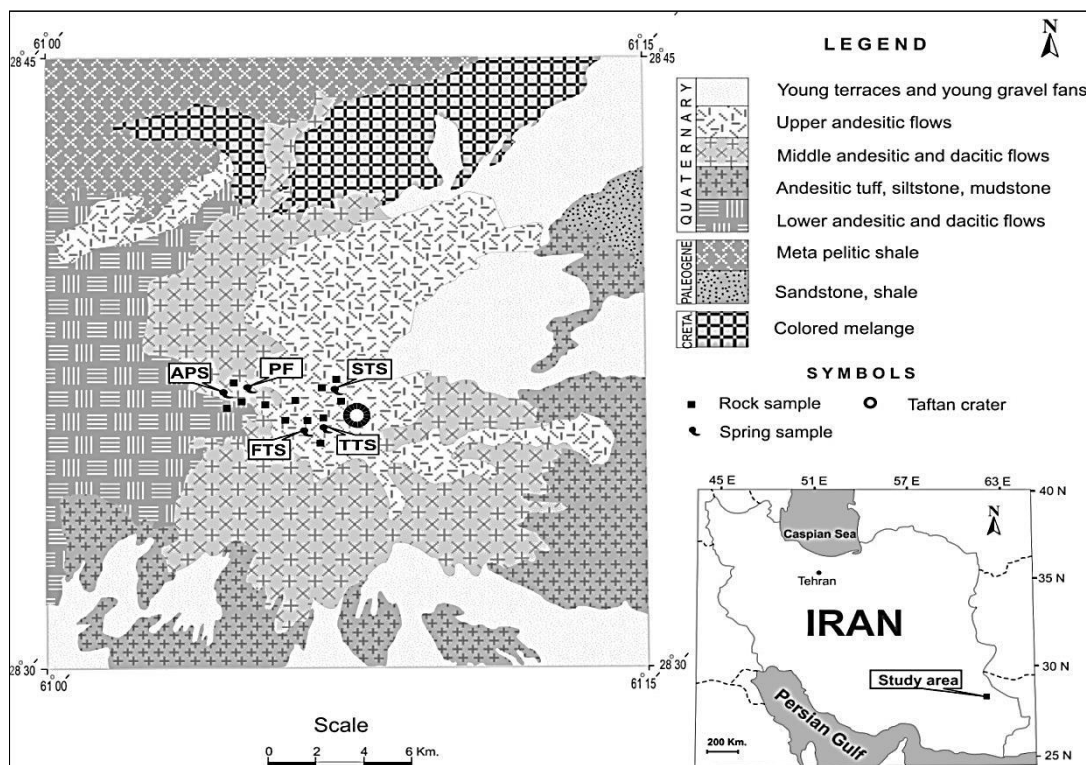 61 00
61 15
28 45
28 45
APS
PF
STS
FTS
TTS
28 30
28 30
61 00
61 15
Scale
0 2 4 6 Km.
LEGEND
N
QUATERNARY
Young terraces and young gravel fans
Upper andesitic flows
Middle andesitic and dacitic flows
Andesitic tuff, siltstone, mudstone
Lower andesitic and dacitic flows
PALEOGENE
Meta pelitic shale
Sandstone, shale
CRETA.
Colored melange
SYMBOLS
Rock sample
Taftan crater
Spring sample
45 E 51 E 57 E 63 E
40 N
N
Caspian Sea
Tehran
35 N
IRAN
30 N
Study area
Persian Gulf
200 Km.
25 N